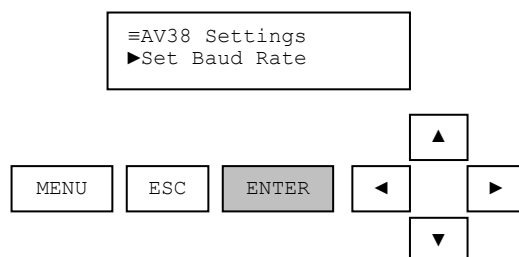 ≡AV38 Settings
►Set Baud Rate
▲
MENU ESC ENTER ◄ ►
▼